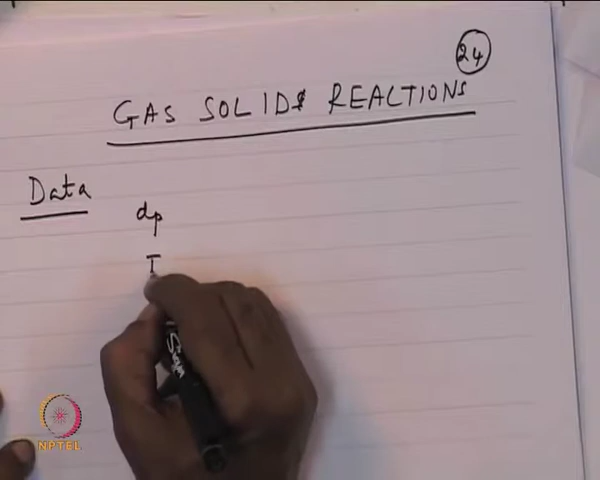 24
GAS SOLIDS REACTIONS
Data
dp
T
NPTEL